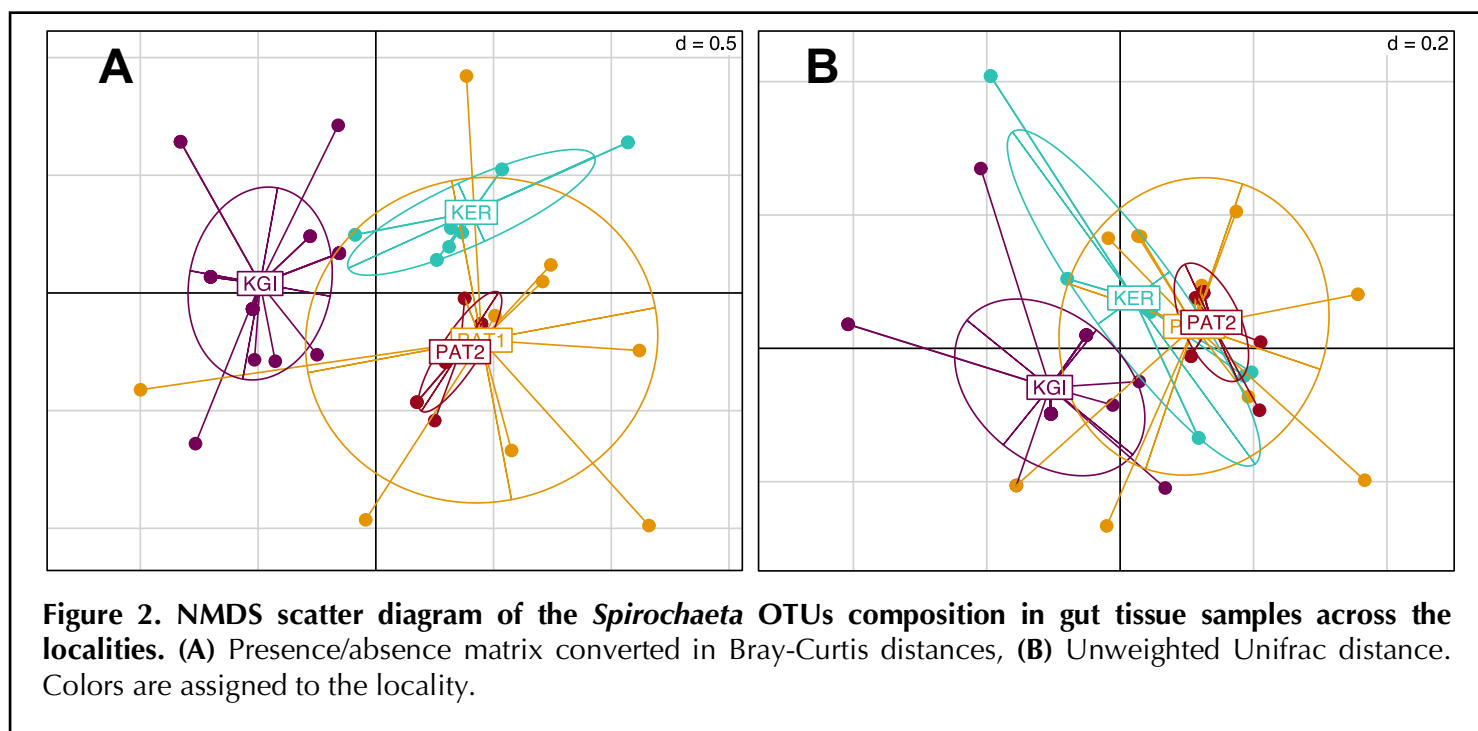 A
d = 0.5
KER
KGI
PAT1
PAT2
B
d = 0.2
KER
P
PAT2
KGI
Figure 2. NMDS scatter diagram of the Spirochaeta OTUs composition in gut tissue samples across the
localities. (A) Presence/absence matrix converted in Bray-Curtis distances, (B) Unweighted Unifrac distance.
Colors are assigned to the locality.